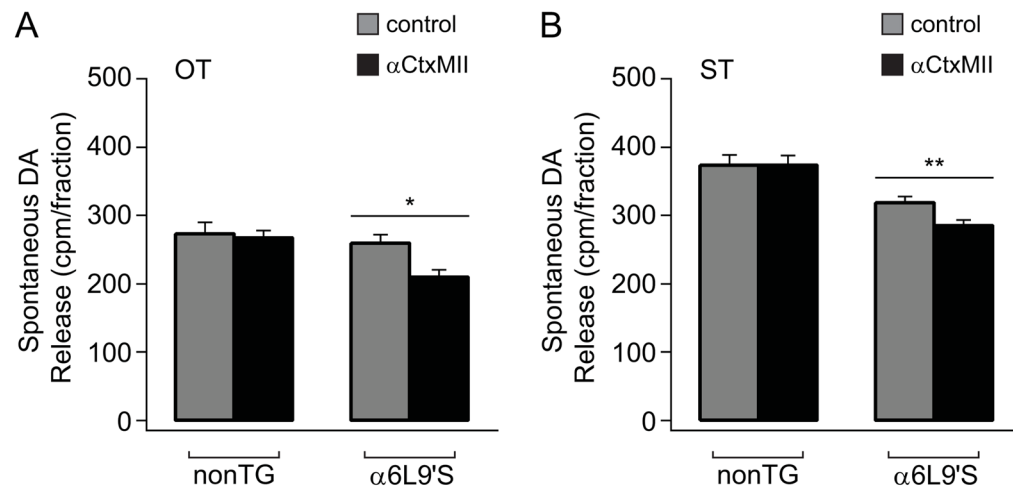 A
control
αCtxMII
OT
Spontaneous DA
Release (cpm/fraction)
500
400
300
200
100
0
*
nonTG
α6L9'S
B
control
αCtxMII
ST
Spontaneous DA
Release (cpm/fraction)
500
400
300
200
100
0
**
nonTG
α6L9'S